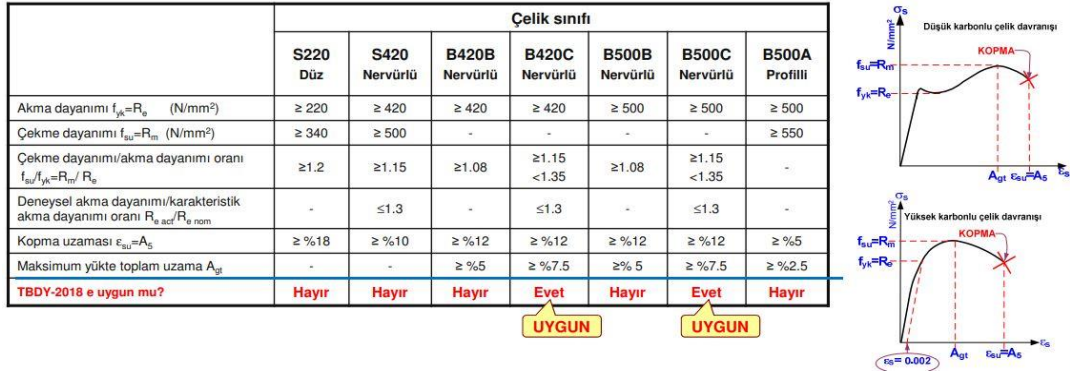 Çelik sınıfı
S220 Düz S420 Nervürlü B420B Nervürlü B420C Nervürlü B500B Nervürlü B500C Nervürlü B500A Profilli
Akma dayanımı fyk=Re (N/mm²) ≥ 220 ≥ 420 ≥ 420 ≥ 420 ≥ 500 ≥ 500 ≥ 500
Çekme dayanımı fsu=Rm (N/mm²) ≥ 340 ≥ 500 - - - - ≥ 550
Çekme dayanımı/akma dayanımı oranı fsu/fyk=Rm/ Re ≥1.2 ≥1.15 ≥1.08 ≥1.15 <1.35 ≥1.08 ≥1.15 <1.35 -
Deneysel akma dayanımı/karakteristik akma dayanımı oranı Re act/Re nom - ≤1.3 - ≤1.3 - ≤1.3 -
Kopma uzaması εsu=A5 ≥ %18 ≥ %10 ≥ %12 ≥ %12 ≥ %12 ≥ %12 ≥ %5
Maksimum yükte toplam uzama Agt - - ≥ %5 ≥ %7.5 ≥% 5 ≥ %7.5 ≥ %2.5
TBDY-2018 e uygun mu? Hayır Hayır Hayır Evet Hayır Evet Hayır
UYGUN UYGUN
σs
N/mm²
Düşük karbonlu çelik davranışı
KOPMA
fsu=Rm
fyk=Re
Agt εsu=A5 εs
σs
N/mm²
Yüksek karbonlu çelik davranışı
KOPMA
fsu=Rm
fyk=Re
εs
Agt εsu=A5
εs= 0.002